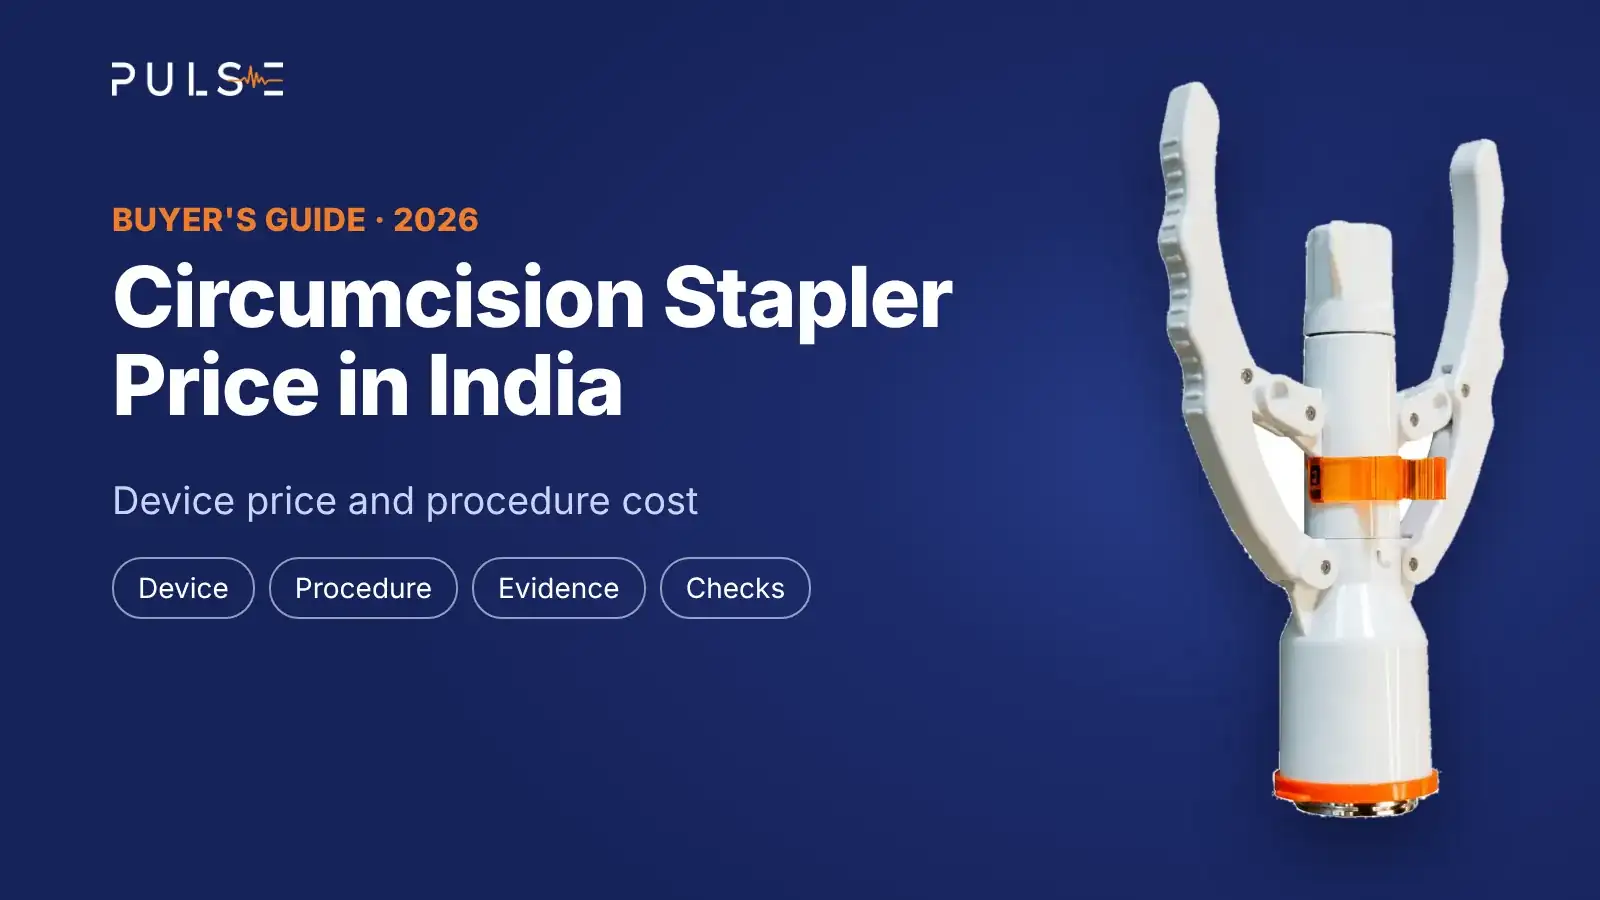 PULSE
BUYER'S GUIDE · 2026
Circumcision Stapler
Price in India
Device price and procedure cost
Device
Procedure
Evidence
Checks